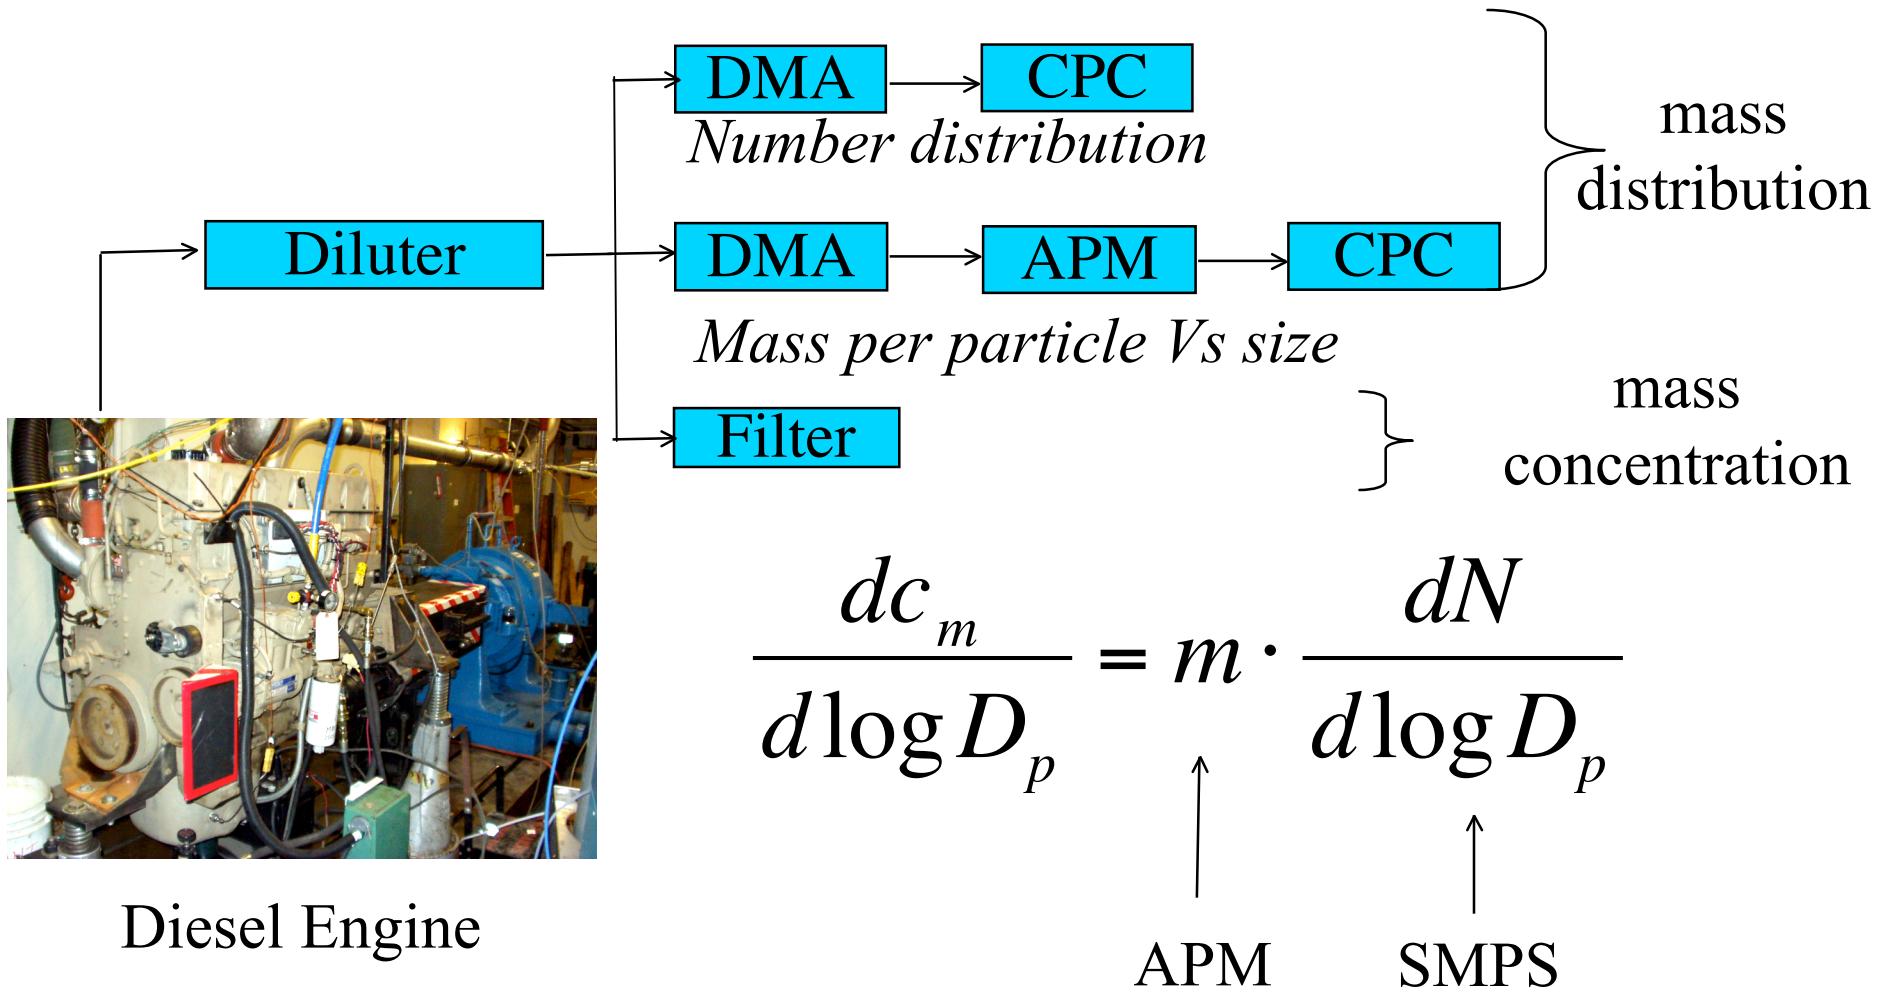 DMA
CPC
Number distribution
mass
distribution
Diluter
DMA
APM
CPC
Mass per particle Vs size
Filter
mass
concentration
dc_m / d log D_p = m · dN / d log D_p
APM
SMPS
Diesel Engine